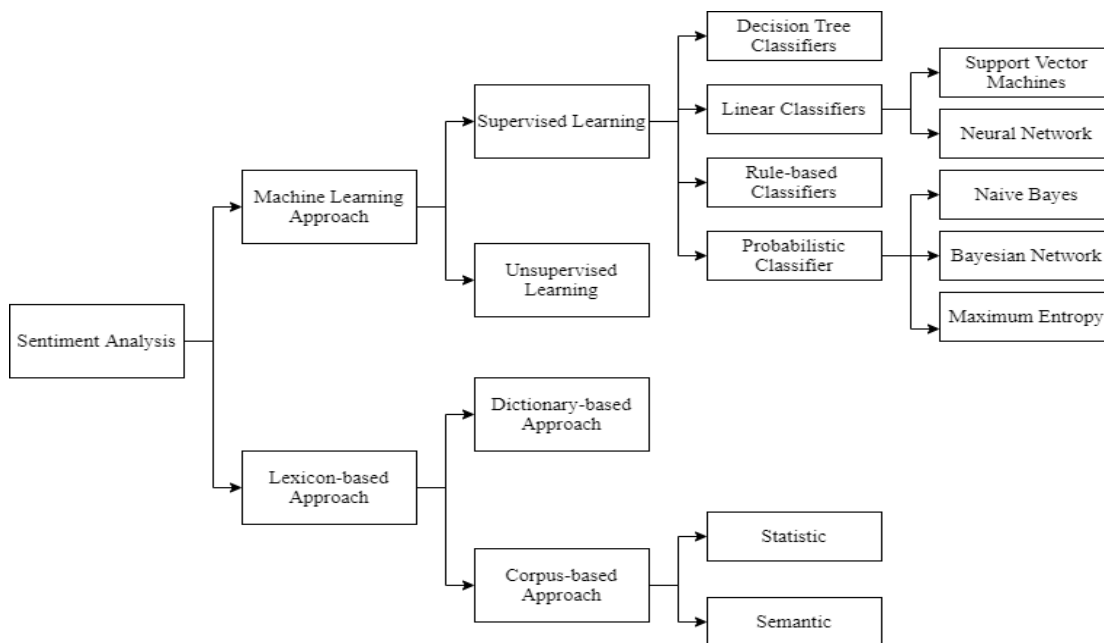 Decision Tree
Classifiers
Support Vector
Machines
Supervised Learning
Linear Classifiers
Neural Network
Machine Learning
Approach
Rule-based
Classifiers
Naive Bayes
Unsupervised
Learning
Probabilistic
Classifier
Bayesian Network
Maximum Entropy
Sentiment Analysis
Dictionary-based
Approach
Lexicon-based
Approach
Statistic
Corpus-based
Approach
Semantic